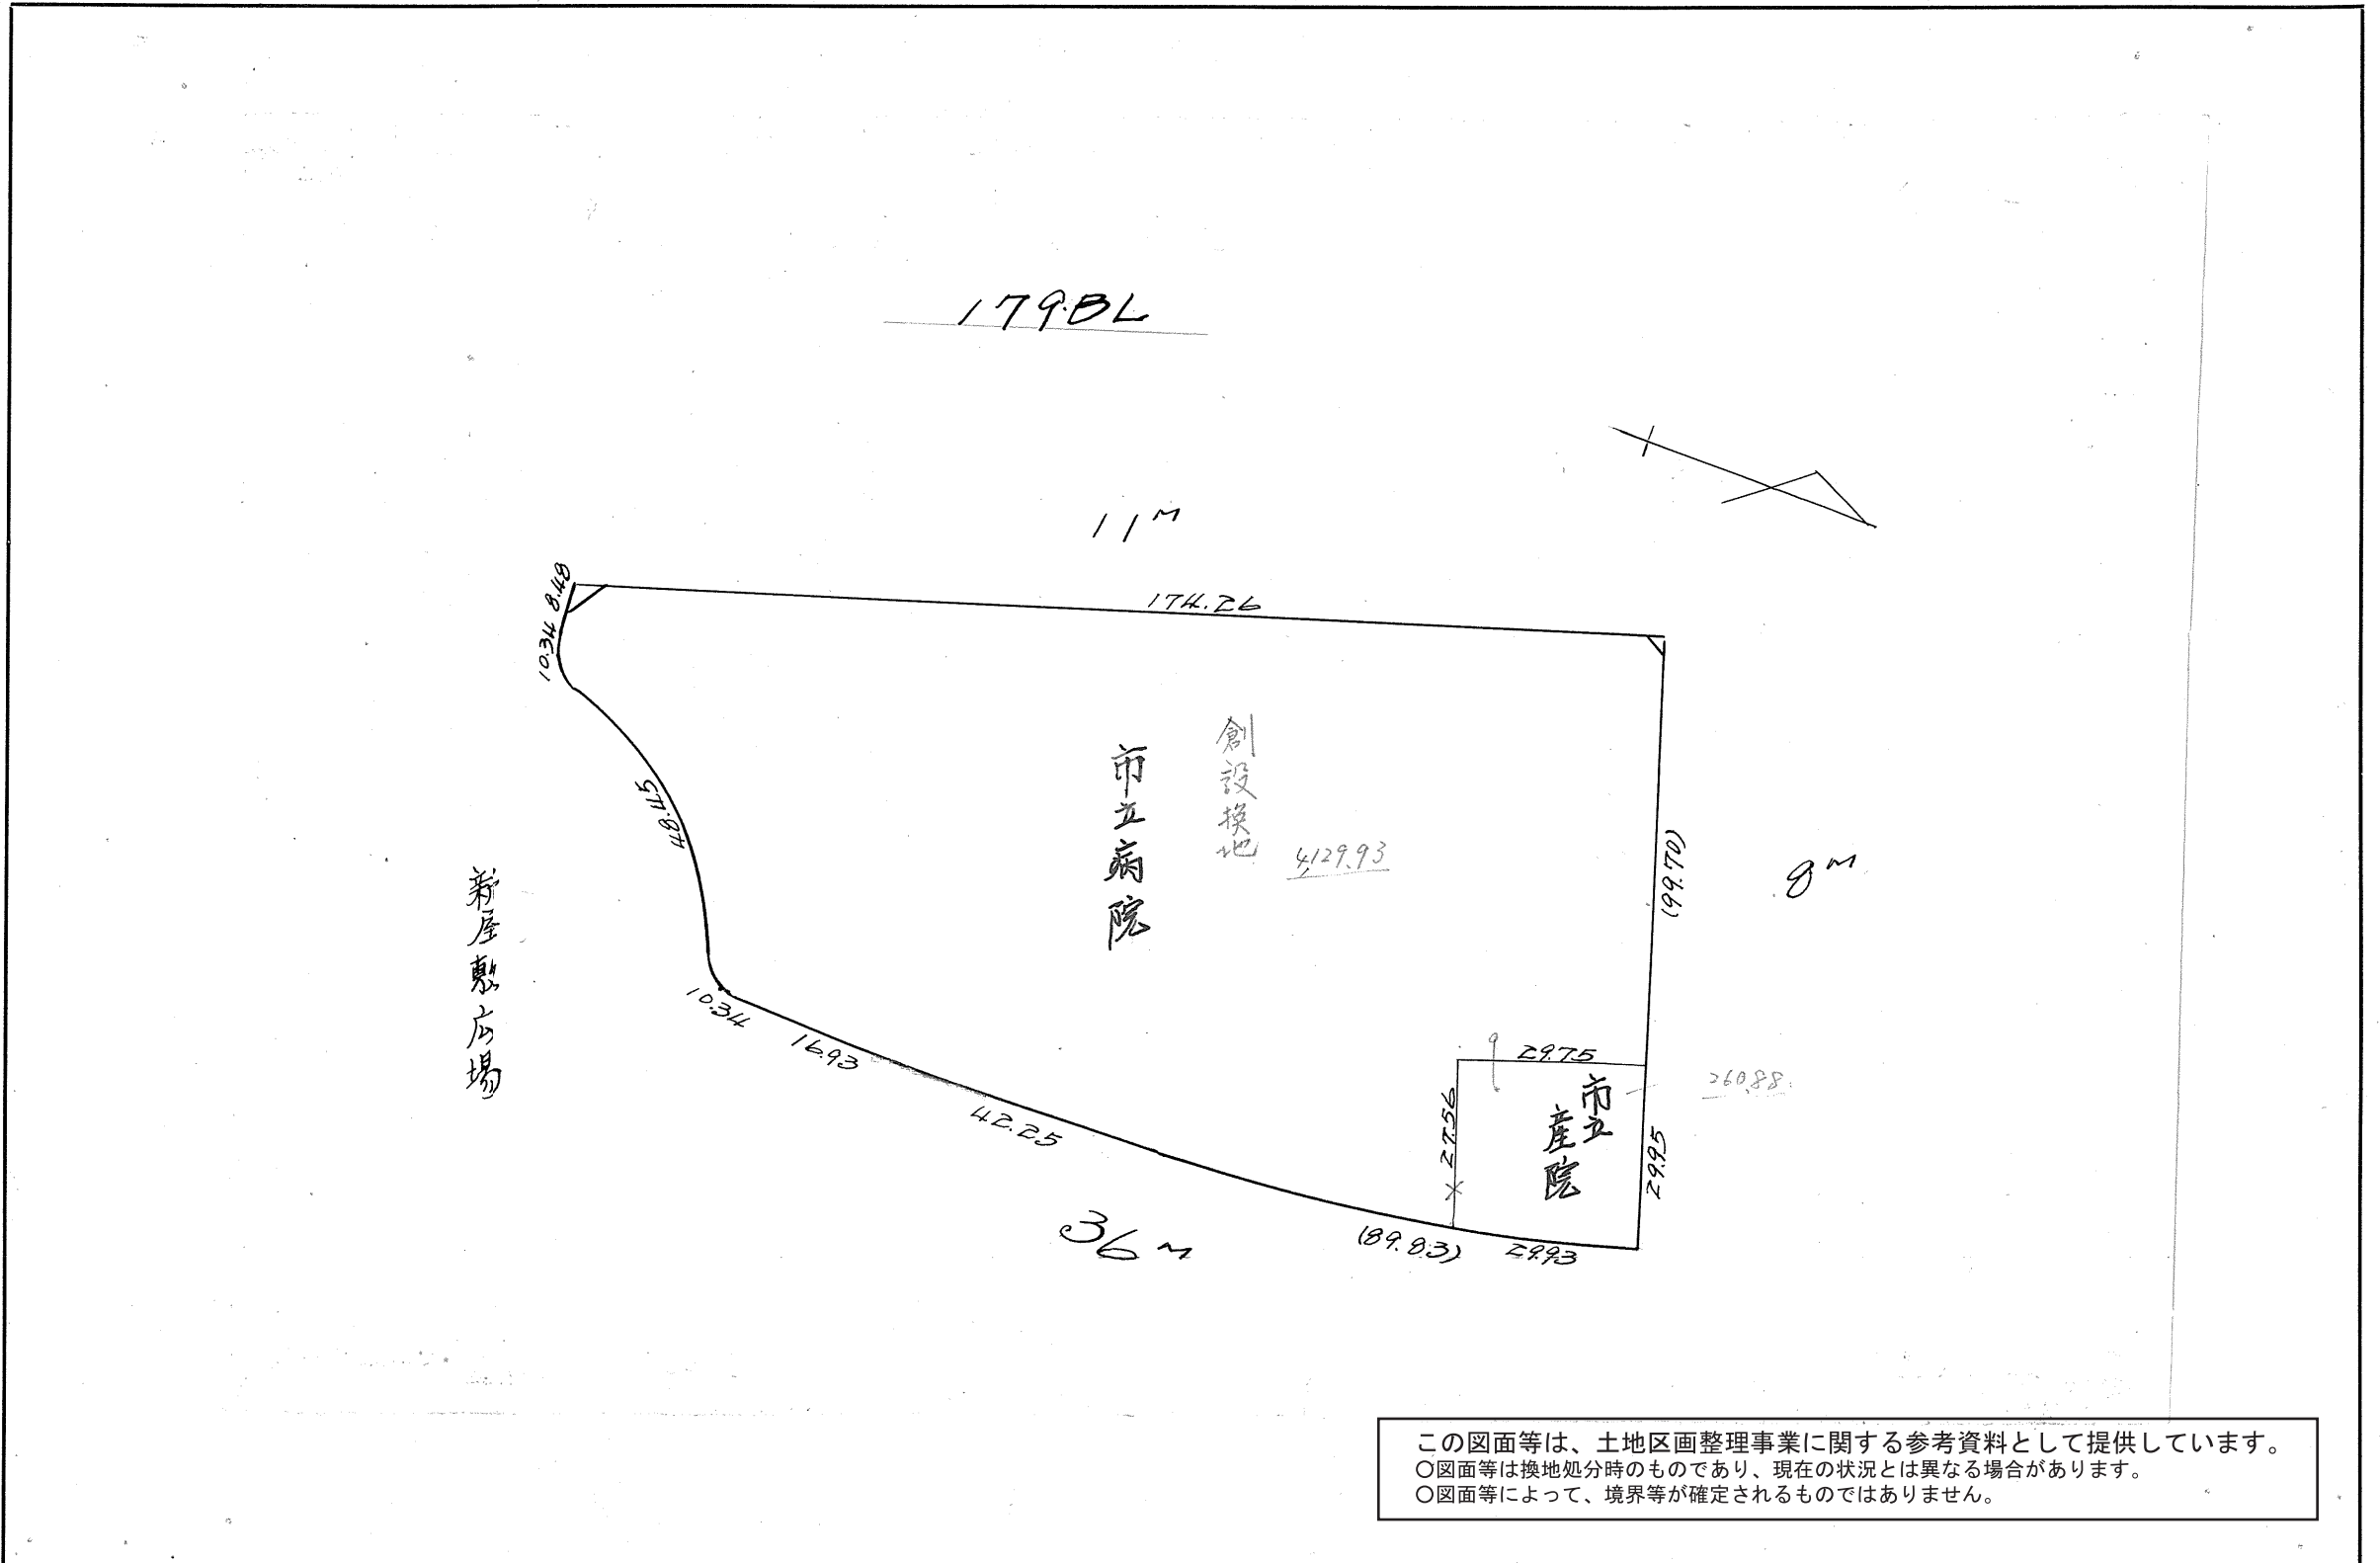 179.BL
11M
8.48
10.34
174.26
48.45
市立病院
創設換地
4,129.93
(99.70)
8M
新屋敷広場
10.34
16.93
42.25
36M
29.75
27.56
市立
産院
260.88
29.95
(89.83)
29.93
この図面等は、土地区画整理事業に関する参考資料として提供しています。
○図面等は換地処分時のものであり、現在の状況とは異なる場合があります。
○図面等によって、境界等が確定されるものではありません。